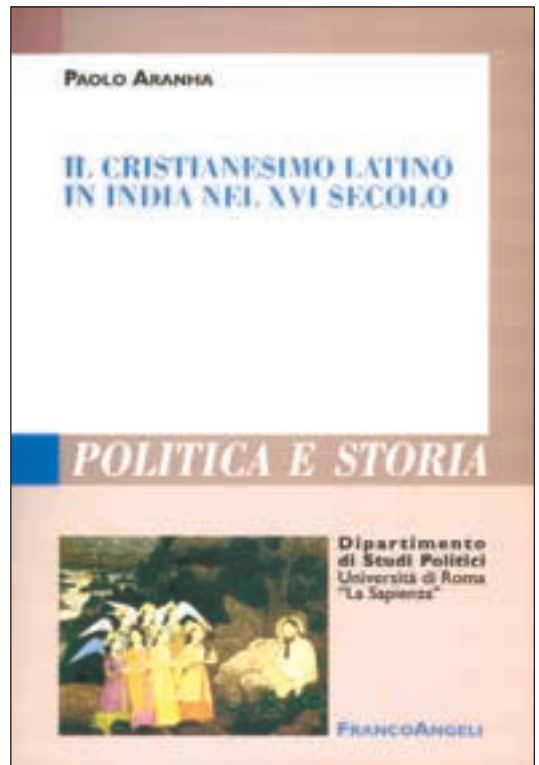 PAOLO ARANHA
IL CRISTIANESIMO LATINO
IN INDIA NEL XVI SECOLO
POLITICA E STORIA
Dipartimento
di Studi Politici
Università di Roma
"La Sapienza"
FRANCOANGELI